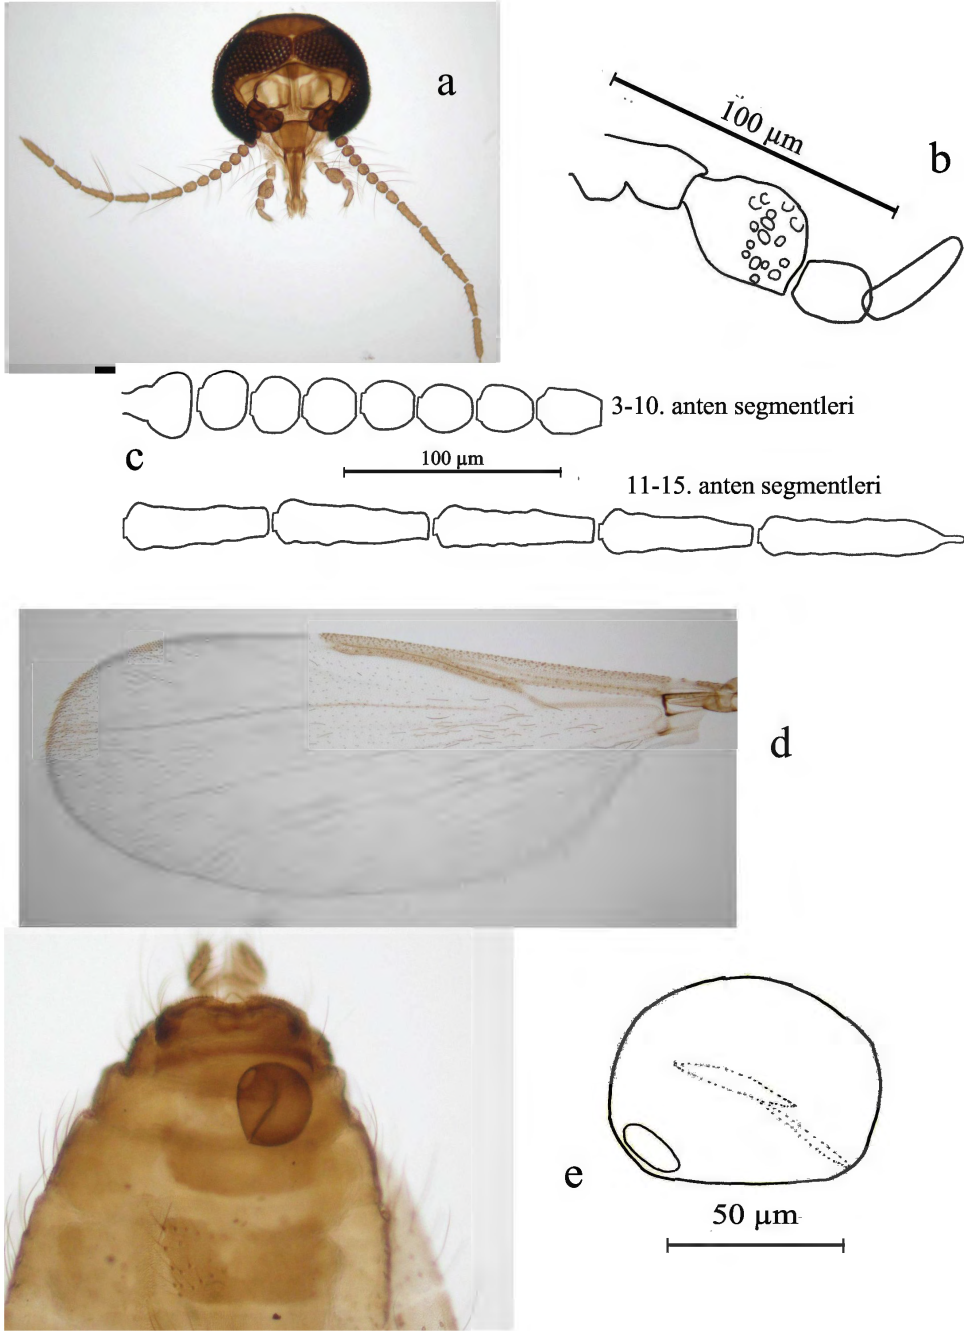 a
100 µm
b
3-10. anten segmentleri
c
100 µm
11-15. anten segmentleri
d
e
50 µm